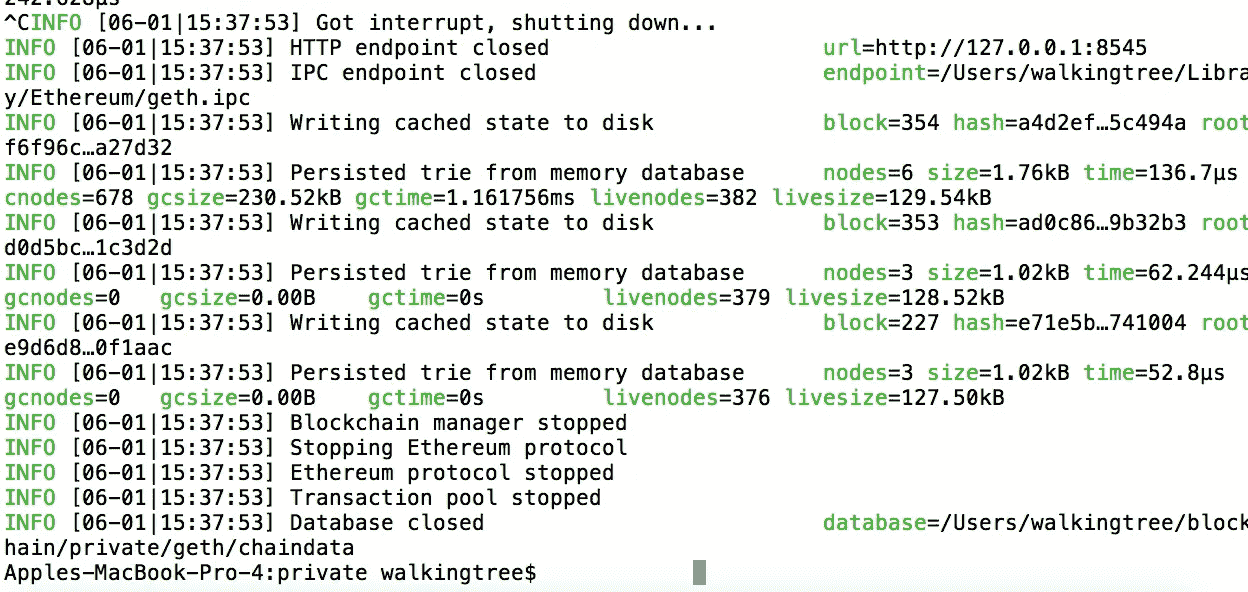 ^CINFO [06-01|15:37:53] Got interrupt, shutting down...
INFO [06-01|15:37:53] HTTP endpoint closed url=http://127.0.0.1:8545
INFO [06-01|15:37:53] IPC endpoint closed endpoint=/Users/walkingtree/Libra
y/Ethereum/geth.ipc
INFO [06-01|15:37:53] Writing cached state to disk block=354 hash=a4d2ef…5c494a root
f6f96c…a27d32
INFO [06-01|15:37:53] Persisted trie from memory database nodes=6 size=1.76kB time=136.7µs
cnodes=678 gcsize=230.52kB gctime=1.161756ms livenodes=382 livesize=129.54kB
INFO [06-01|15:37:53] Writing cached state to disk block=353 hash=ad0c86…9b32b3 root
d0d5bc…1c3d2d
INFO [06-01|15:37:53] Persisted trie from memory database nodes=3 size=1.02kB time=62.244µs
gcnodes=0 gcsize=0.00B gctime=0s livenodes=379 livesize=128.52kB
INFO [06-01|15:37:53] Writing cached state to disk block=227 hash=e71e5b…741004 root
e9d6d8…0f1aac
INFO [06-01|15:37:53] Persisted trie from memory database nodes=3 size=1.02kB time=52.8µs
gcnodes=0 gcsize=0.00B gctime=0s livenodes=376 livesize=127.50kB
INFO [06-01|15:37:53] Blockchain manager stopped
INFO [06-01|15:37:53] Stopping Ethereum protocol
INFO [06-01|15:37:53] Ethereum protocol stopped
INFO [06-01|15:37:53] Transaction pool stopped
INFO [06-01|15:37:53] Database closed database=/Users/walkingtree/block
hain/private/geth/chaindata
Apples-MacBook-Pro-4:private walkingtree$